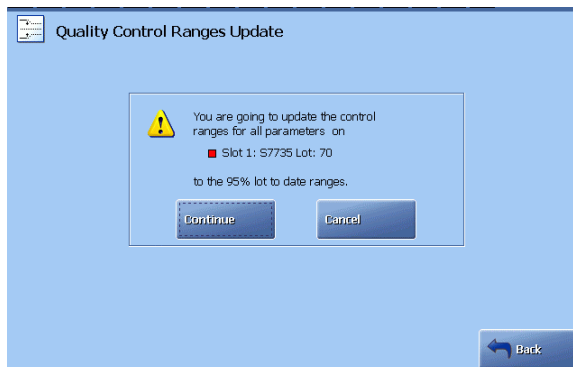 Quality Control Ranges Update
You are going to update the control
ranges for all parameters on
Slot 1: S7735 Lot: 70
to the 95% lot to date ranges.
Continue
Cancel
Back